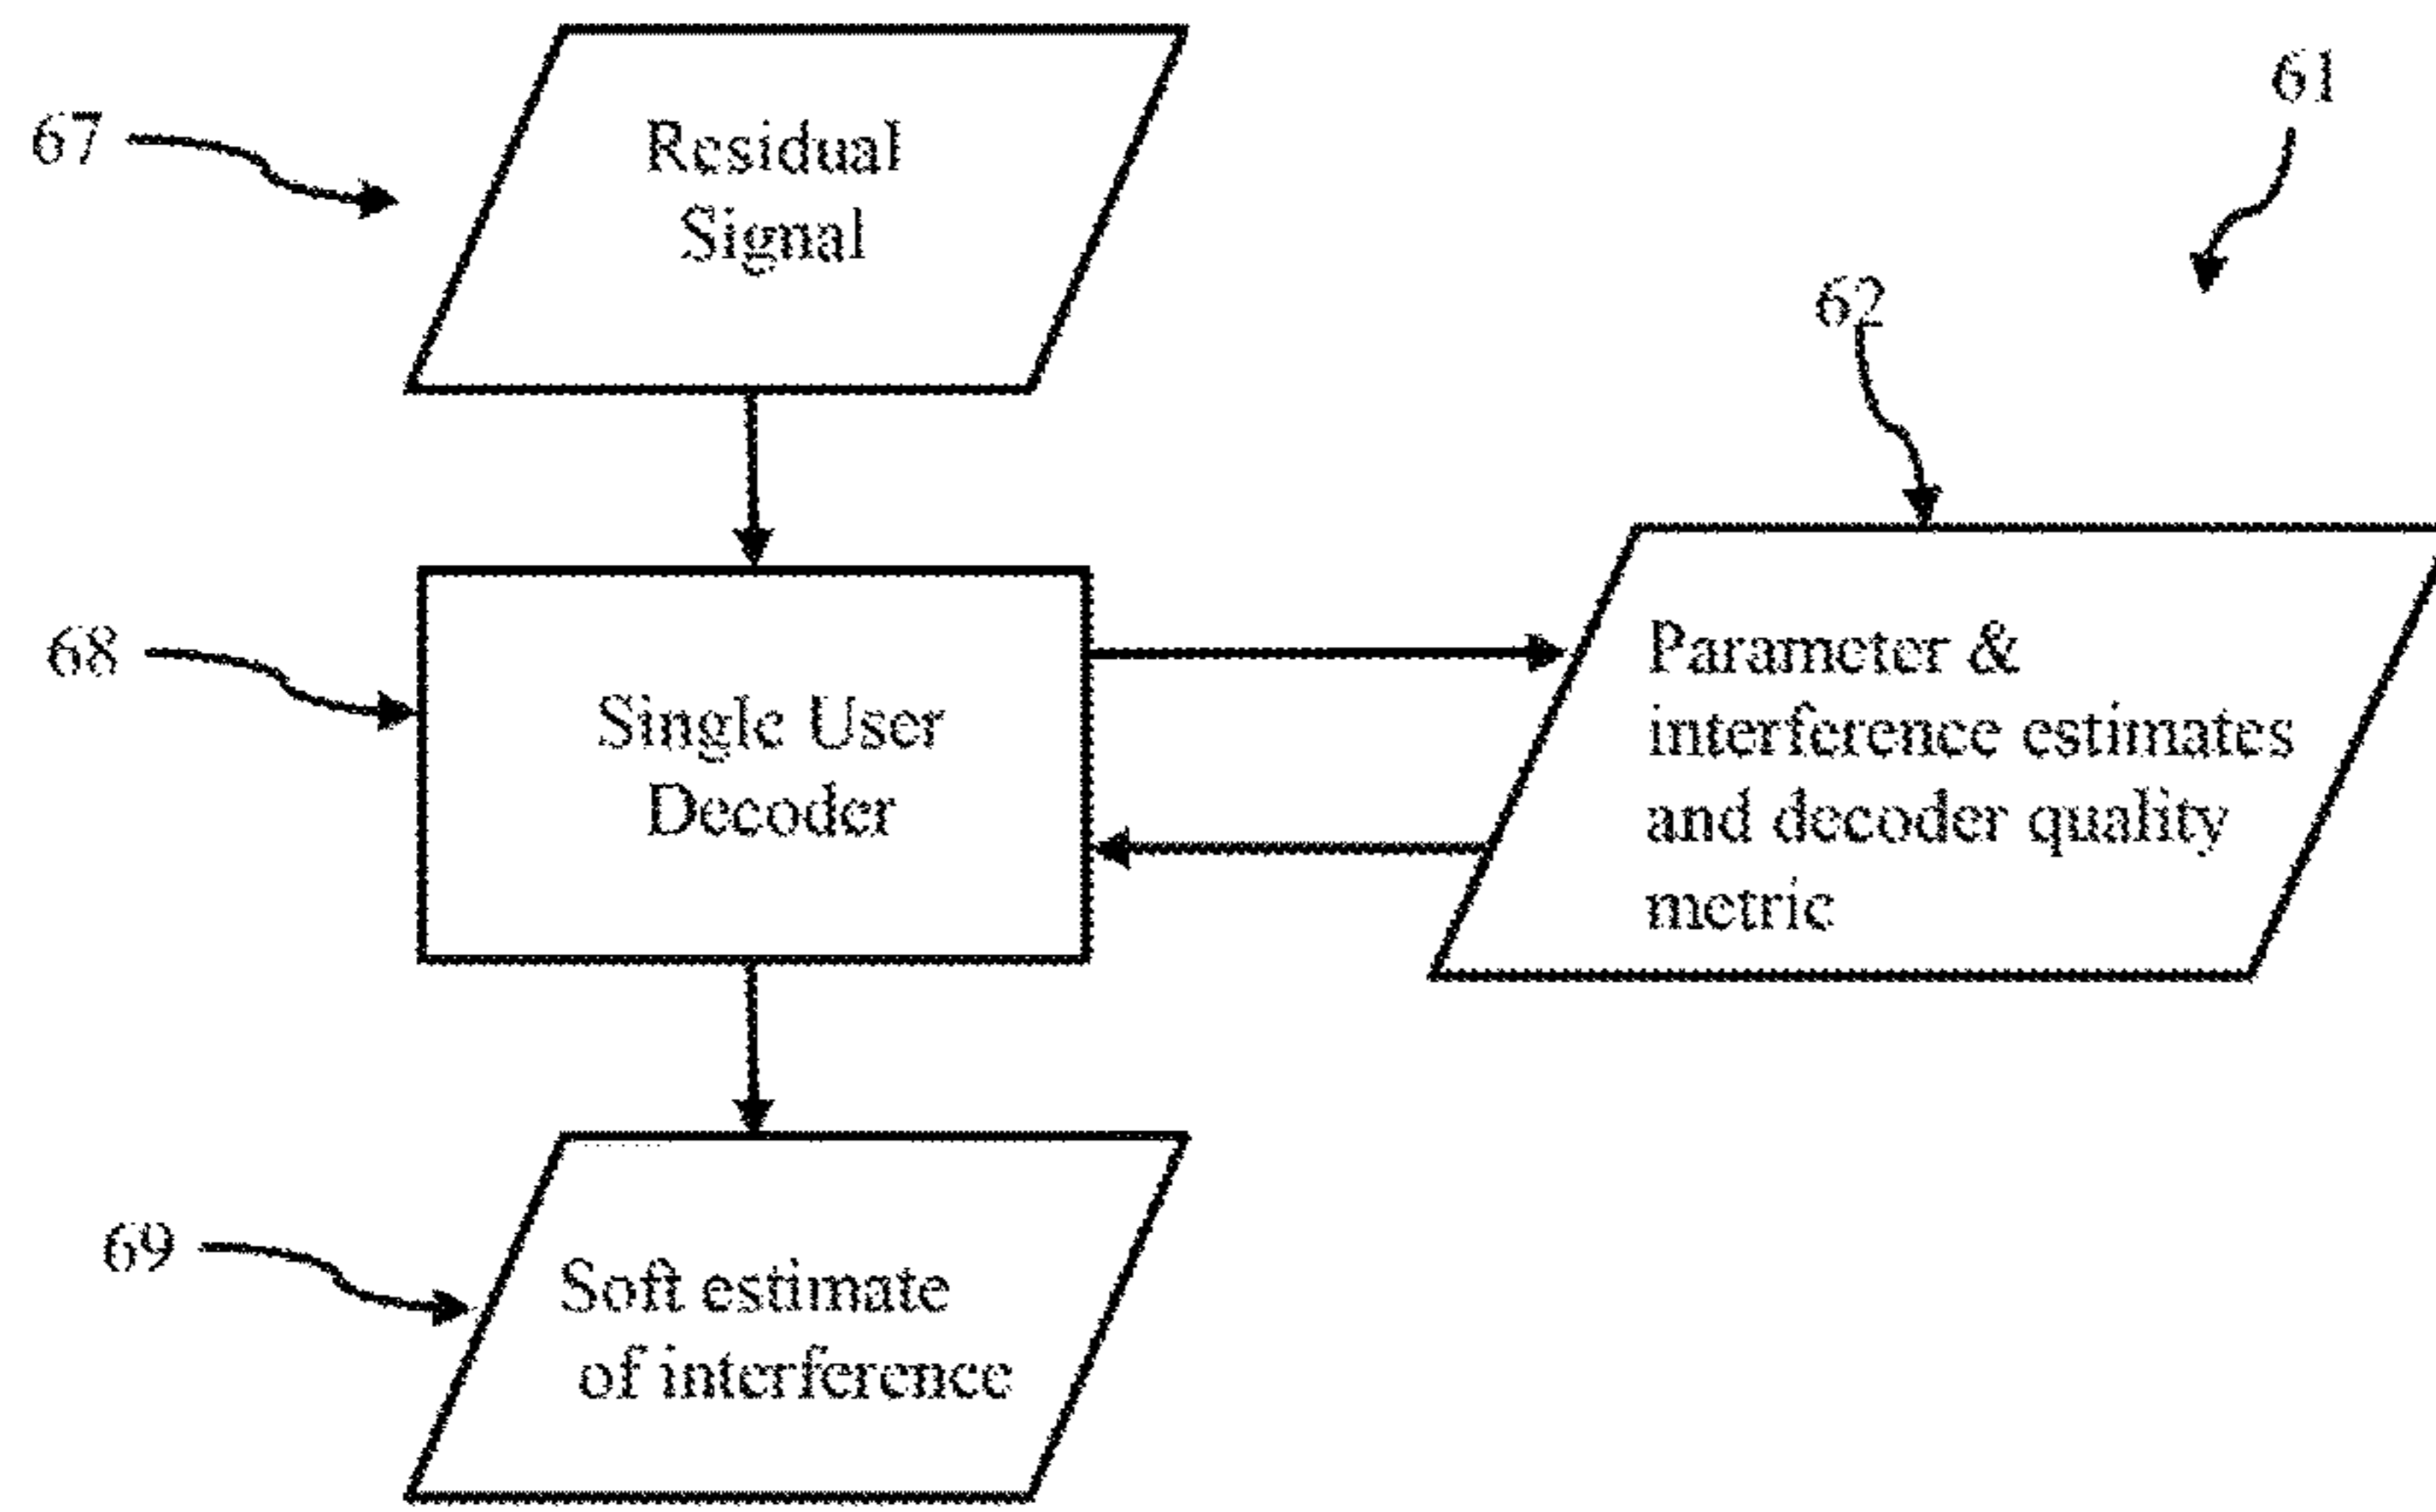 67
Residual
Signal
61
62
68
Single User
Decoder
Parameter &
interference estimates
and decoder quality
metric
69
Soft estimate
of interference